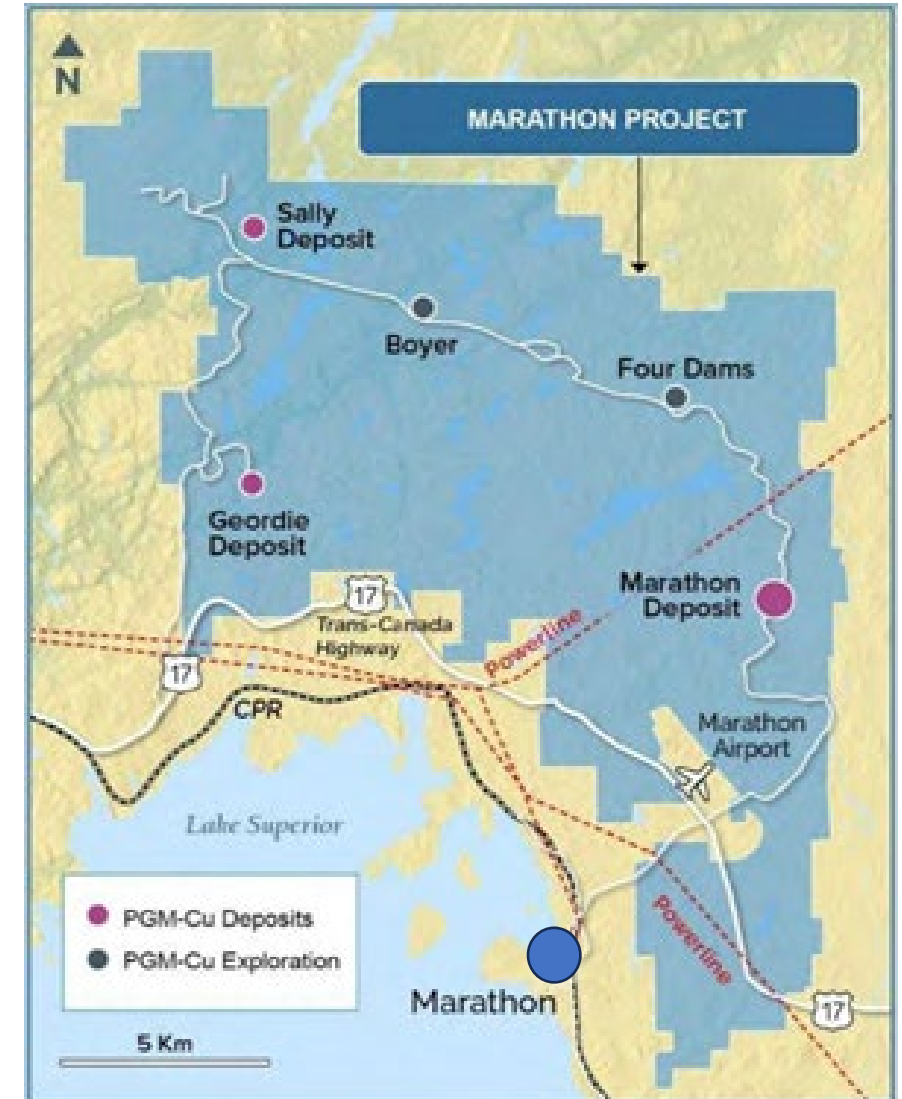 N
MARATHON PROJECT
Sally
Deposit
Boyer
Four Dams
Geordie
Deposit
Marathon
Deposit
17
Trans-Canada
Highway
Powerline
17
CPR
Marathon
Airport
Lake Superior
PGM-Cu Deposits
PGM-Cu Exploration
Powerline
Marathon
17
5 Km